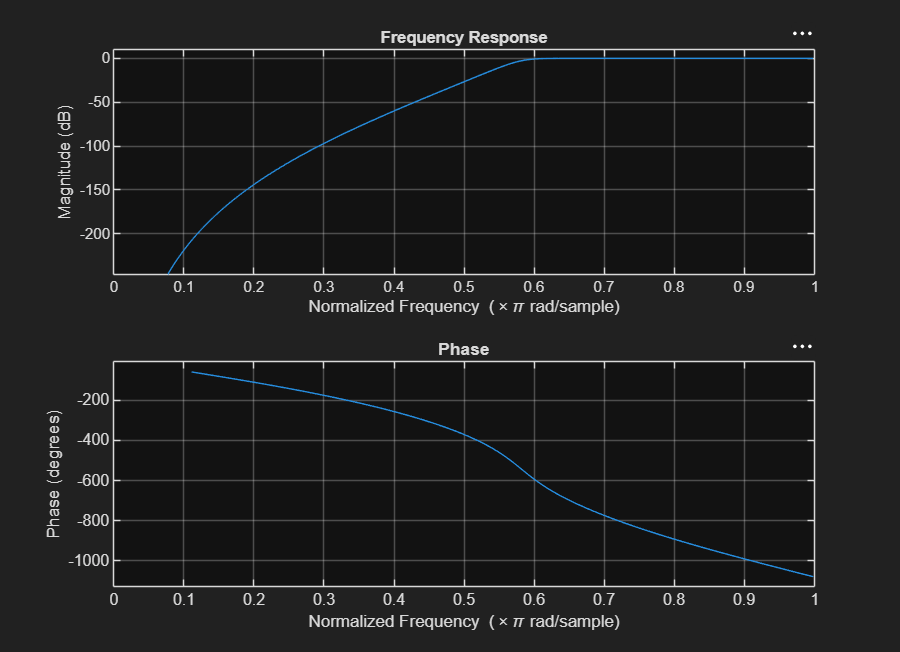 Frequency Response
0
-50
-100
-150
-200
Magnitude (dB)
0 0.1 0.2 0.3 0.4 0.5 0.6 0.7 0.8 0.9 1
Normalized Frequency (× π rad/sample)
Phase
-200
-400
-600
-800
-1000
Phase (degrees)
0 0.1 0.2 0.3 0.4 0.5 0.6 0.7 0.8 0.9 1
Normalized Frequency (× π rad/sample)